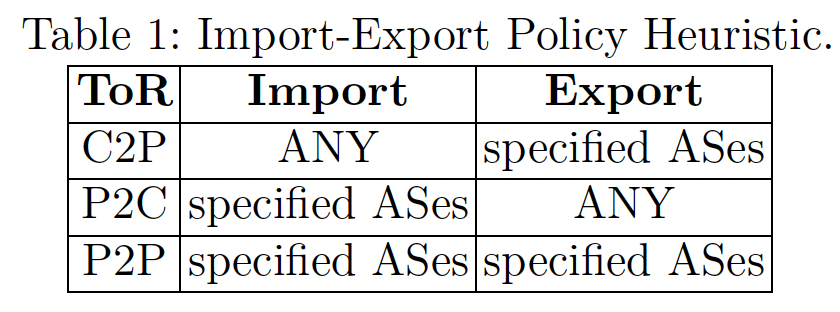 Table 1: Import-Export Policy Heuristic.
ToR Import Export
C2P ANY specified ASes
P2C specified ASes ANY
P2P specified ASes specified ASes